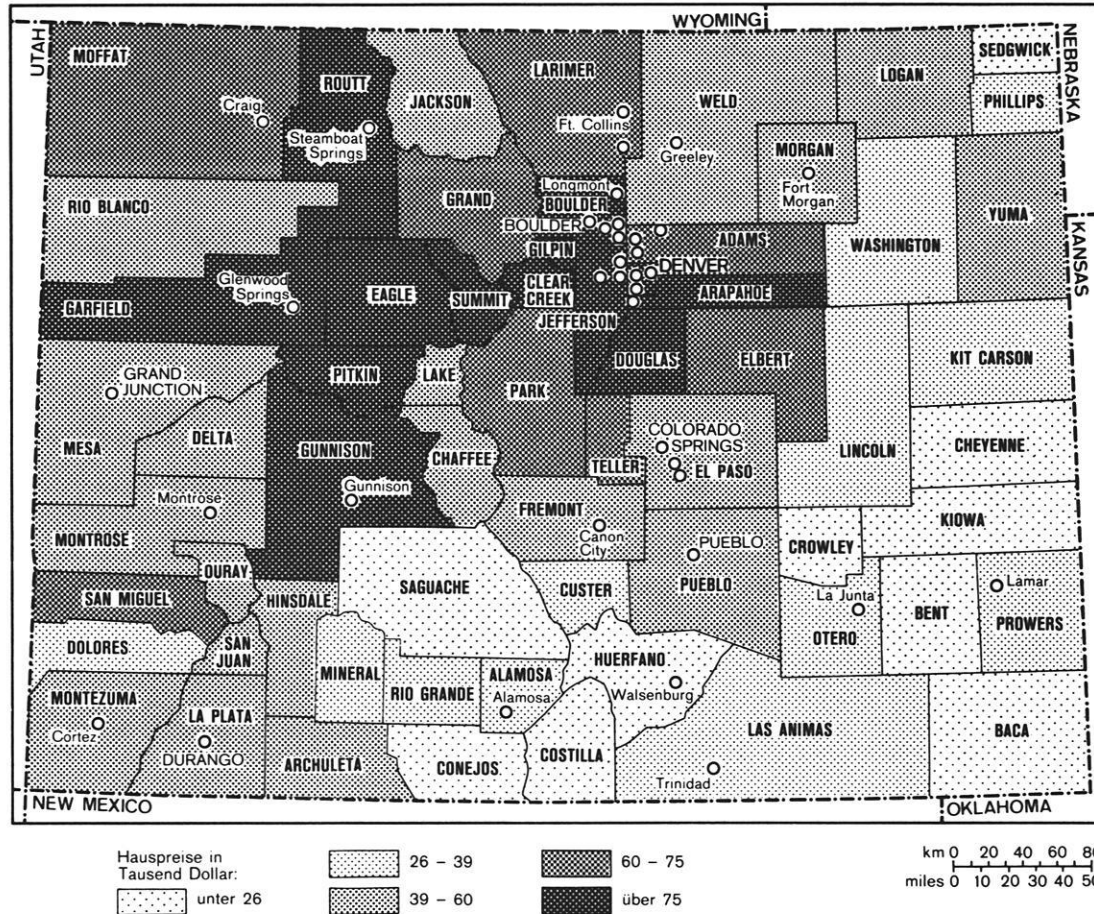 WYOMING
UTAH
NEBRASKA
MOFFAT
ROUTT
LARIMER
LOGAN
SEDGWICK
JACKSON
WELD
PHILLIPS
Craig
Ft. Collins
Steamboat
Springs
Greeley
MORGAN
Fort
Morgan
Longmont
RIO BLANCO
GRAND
BOULDER
BOULDER
YUMA
KANSAS
GILPIN
ADAMS
WASHINGTON
DENVER
Glenwood
Springs
EAGLE
SUMMIT
CLEAR
CREEK
ARAPAHOE
GARFIELD
JEFFERSON
PITKIN
LAKE
DOUGLAS
ELBERT
KIT CARSON
GRAND
JUNCTION
PARK
MESA
DELTA
GUNNISON
COLORADO
SPRINGS
CHEYENNE
CHAFFEE
LINCOLN
TELLER
EL PASO
Gunnison
Montrose
FREMONT
Canon
City
PUEBLO
KIOWA
MONTROSE
CROWLEY
OURAY
SAGUACHE
PUEBLO
SAN MIGUEL
HINSDALE
CUSTER
La Junta
BENT
Lamar
PROWERS
OTERO
DOLORES
SAN
JUAN
MINERAL
HUERFANO
RIO GRANDE
ALAMOSA
Alamosa
Walsenburg
MONTEZUMA
LA PLATA
Cortez
DURANGO
ARCHULETA
CONEJOS
COSTILLA
LAS ANIMAS
BACA
Trinidad
NEW MEXICO
OKLAHOMA
Hauspreise in
Tausend Dollar:
unter 26
26 – 39
39 – 60
60 – 75
über 75
km 0 20 40 60 80
miles 0 10 20 30 40 50